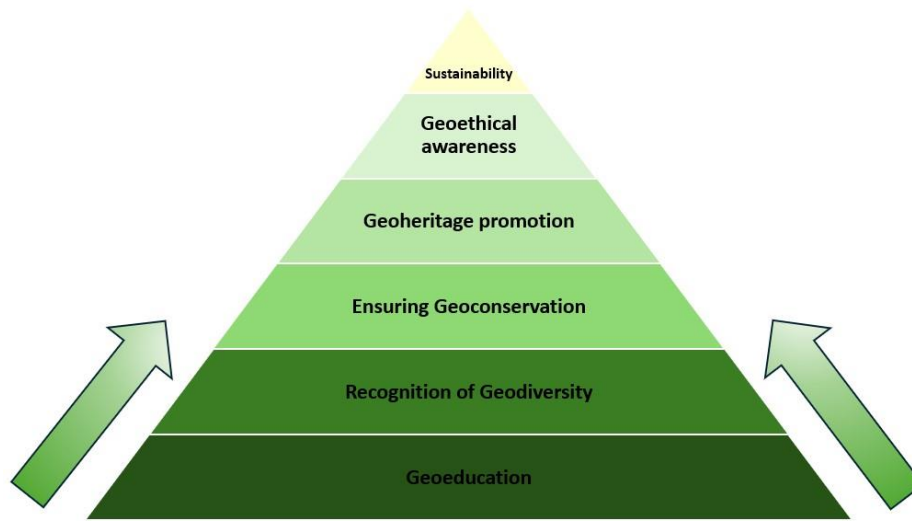 Sustainability
Geoethical
awareness
Geoheritage promotion
Ensuring Geoconservation
Recognition of Geodiversity
Geoeducation